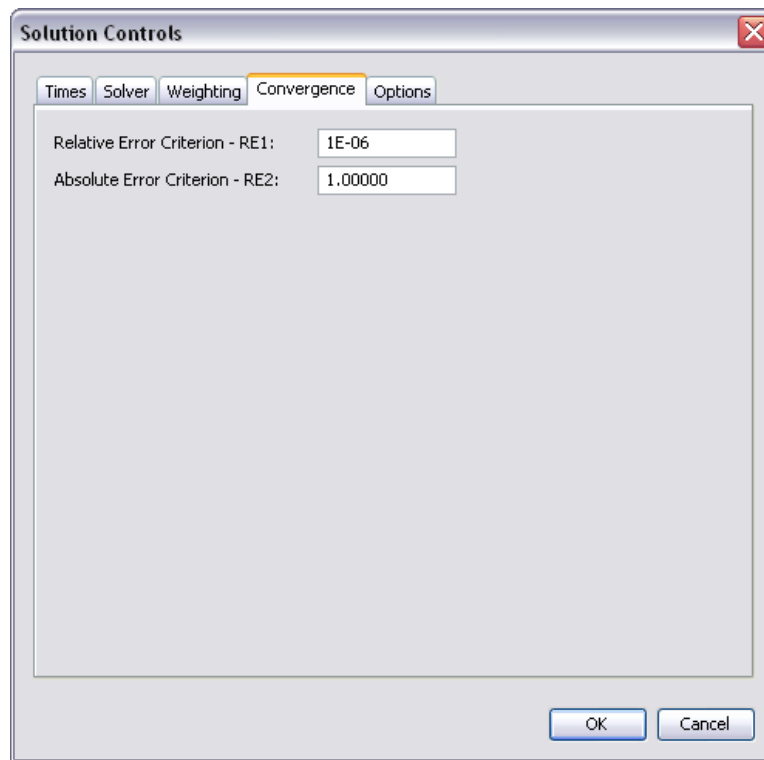 Solution Controls
Times Solver Weighting Convergence Options
Relative Error Criterion - RE1: 1E-06
Absolute Error Criterion - RE2: 1.00000
OK Cancel